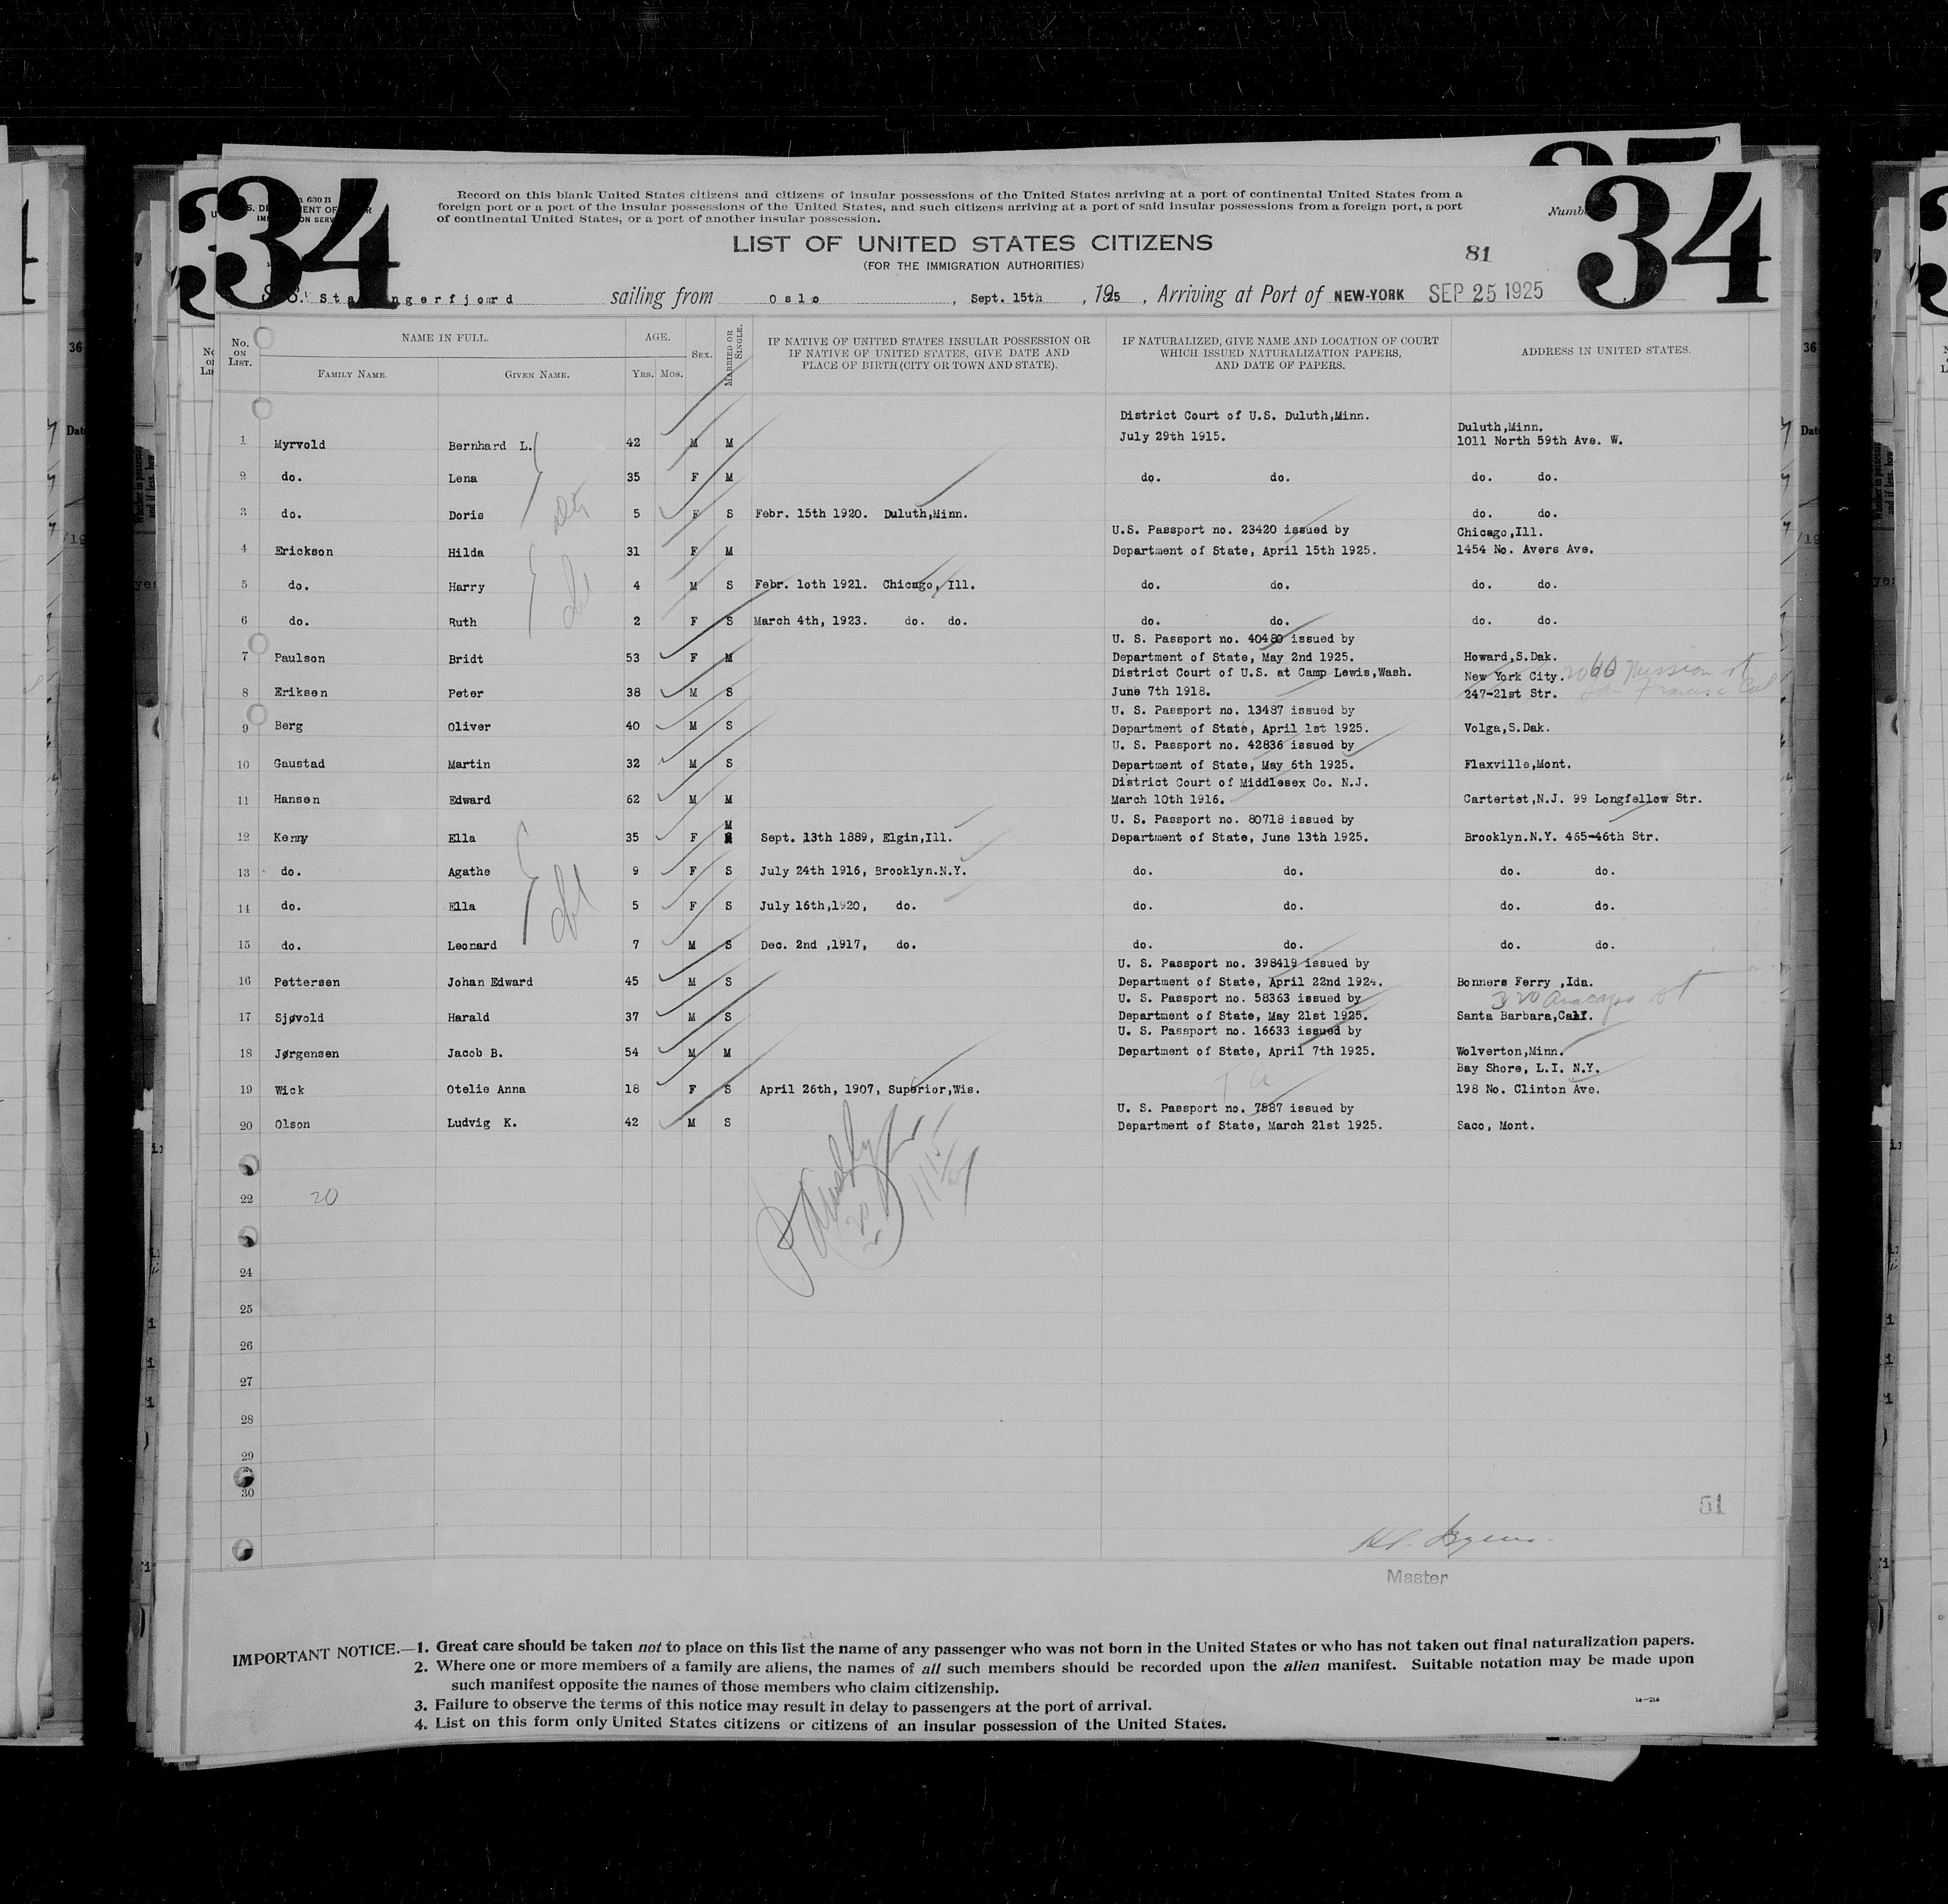 34
34
Record on this blank United States citizens and citizens of insular possessions of the United States arriving at a port of continental United States from a
foreign port or a port of the insular possessions of the United States, and such citizens arriving at a port of said insular possessions from a foreign port, a port
of continental United States, or a port of another insular possession.
LIST OF UNITED STATES CITIZENS
(FOR THE IMMIGRATION AUTHORITIES)
81
sailing from Oslo, Sept. 15th, 1925, Arriving at Port of NEW-YORK SEP 25 1925
No. ON LIST. NAME IN FULL. AGE. SEX. MARRIED OR SINGLE. IF NATIVE OF UNITED STATES INSULAR POSSESSION OR IF NATIVE OF UNITED STATES, GIVE DATE AND PLACE OF BIRTH (CITY OR TOWN AND STATE). IF NATURALIZED, GIVE NAME AND LOCATION OF COURT WHICH ISSUED NATURALIZATION PAPERS, AND DATE OF PAPERS. ADDRESS IN UNITED STATES.
FAMILY NAME. GIVEN NAME. YRS. MOS.
District Court of U.S. Duluth,Minn. Duluth,Minn.
1 Myrvold Bernhard L. 42 M M July 29th 1915. 1011 North 59th Ave. W.
2 do. Lena 35 F M do. do. do. do.
3 do. Doris 5 F S Febr. 15th 1920. Duluth,Minn. do. do.
U.S. Passport no. 23420 issued by Chicago,Ill.
4 Erickson Hilda 31 F M Department of State, April 15th 1925. 1454 No. Avers Ave.
5 do. Harry 4 M S Febr. 1oth 1921. Chicago, Ill. do. do. do. do.
6 do. Ruth 2 F S March 4th, 1923. do. do. do. do. do. do.
U. S. Passport no. 40480 issued by
7 Paulson Bridt 53 F M Department of State, May 2nd 1925. Howard,S.Dak.
District Court of U.S. at Camp Lewis,Wash. New York City. 2060 Mission St
8 Eriksen Peter 38 M S June 7th 1918. 247-21st Str. San Francisc Cal
U. S. Passport no. 13487 issued by
9 Berg Oliver 40 M S Department of State, April 1st 1925. Volga,S.Dak.
U. S. Passport no. 42836 issued by
10 Gaustad Martin 32 M S Department of State, May 6th 1925. Flaxville,Mont.
District Court of Middlesex Co. N.J.
11 Hansen Edward 62 M M March 10th 1916. Cartertet,N.J. 99 Longfellow Str.
U. S. Passport no. 80718 issued by
12 Kenny Ella 35 F M Sept. 13th 1889, Elgin,Ill. Department of State, June 13th 1925. Brooklyn.N.Y. 465-46th Str.
13 do. Agathe 9 F S July 24th 1916, Brooklyn.N.Y. do. do. do. do.
14 do. Ella 5 F S July 16th,1920, do. do. do. do. do.
15 do. Leonard 7 M S Dec. 2nd ,1917, do. do. do. do. do.
U. S. Passport no. 398419 issued by
16 Pettersen Johan Edward 45 M S Department of State, April 22nd 1924. Bonners Ferry ,Ida.
U. S. Passport no. 58363 issued by 320 Anacapa St
17 Sjøvold Harald 37 M S Department of State, May 21st 1925. Santa Barbara,Calf.
U. S. Passport no. 16633 issued by
18 Jørgensen Jacob B. 54 M M Department of State, April 7th 1925. Wolverton,Minn.
Bay Shore, L.I. N.Y.
19 Wick Otelie Anna 18 F S April 26th, 1907, Superior,Wis. 198 No. Clinton Ave.
U. S. Passport no. 7587 issued by
20 Olson Ludvig K. 42 M S Department of State, March 21st 1925. Saco, Mont.
22 20
24
25
26
27
28
29
30
51
Master
IMPORTANT NOTICE.—1. Great care should be taken not to place on this list the name of any passenger who was not born in the United States or who has not taken out final naturalization papers.
2. Where one or more members of a family are aliens, the names of all such members should be recorded upon the alien manifest. Suitable notation may be made upon
such manifest opposite the names of those members who claim citizenship.
3. Failure to observe the terms of this notice may result in delay to passengers at the port of arrival.
4. List on this form only United States citizens or citizens of an insular possession of the United States.